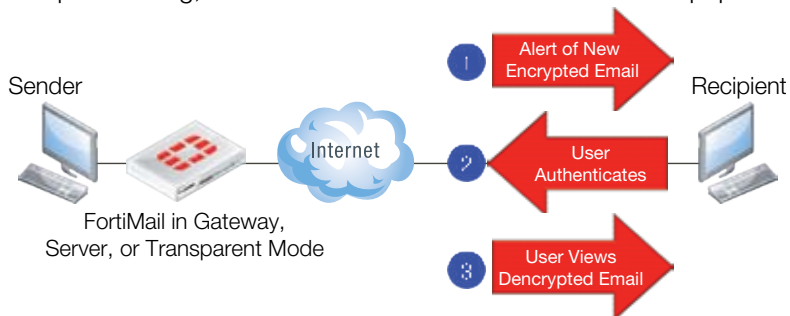 1
Alert of New
Encrypted Email
Sender
Recipient
Internet
2
User
Authenticates
FortiMail in Gateway,
Server, or Transparent Mode
3
User Views
Dencrypted Email